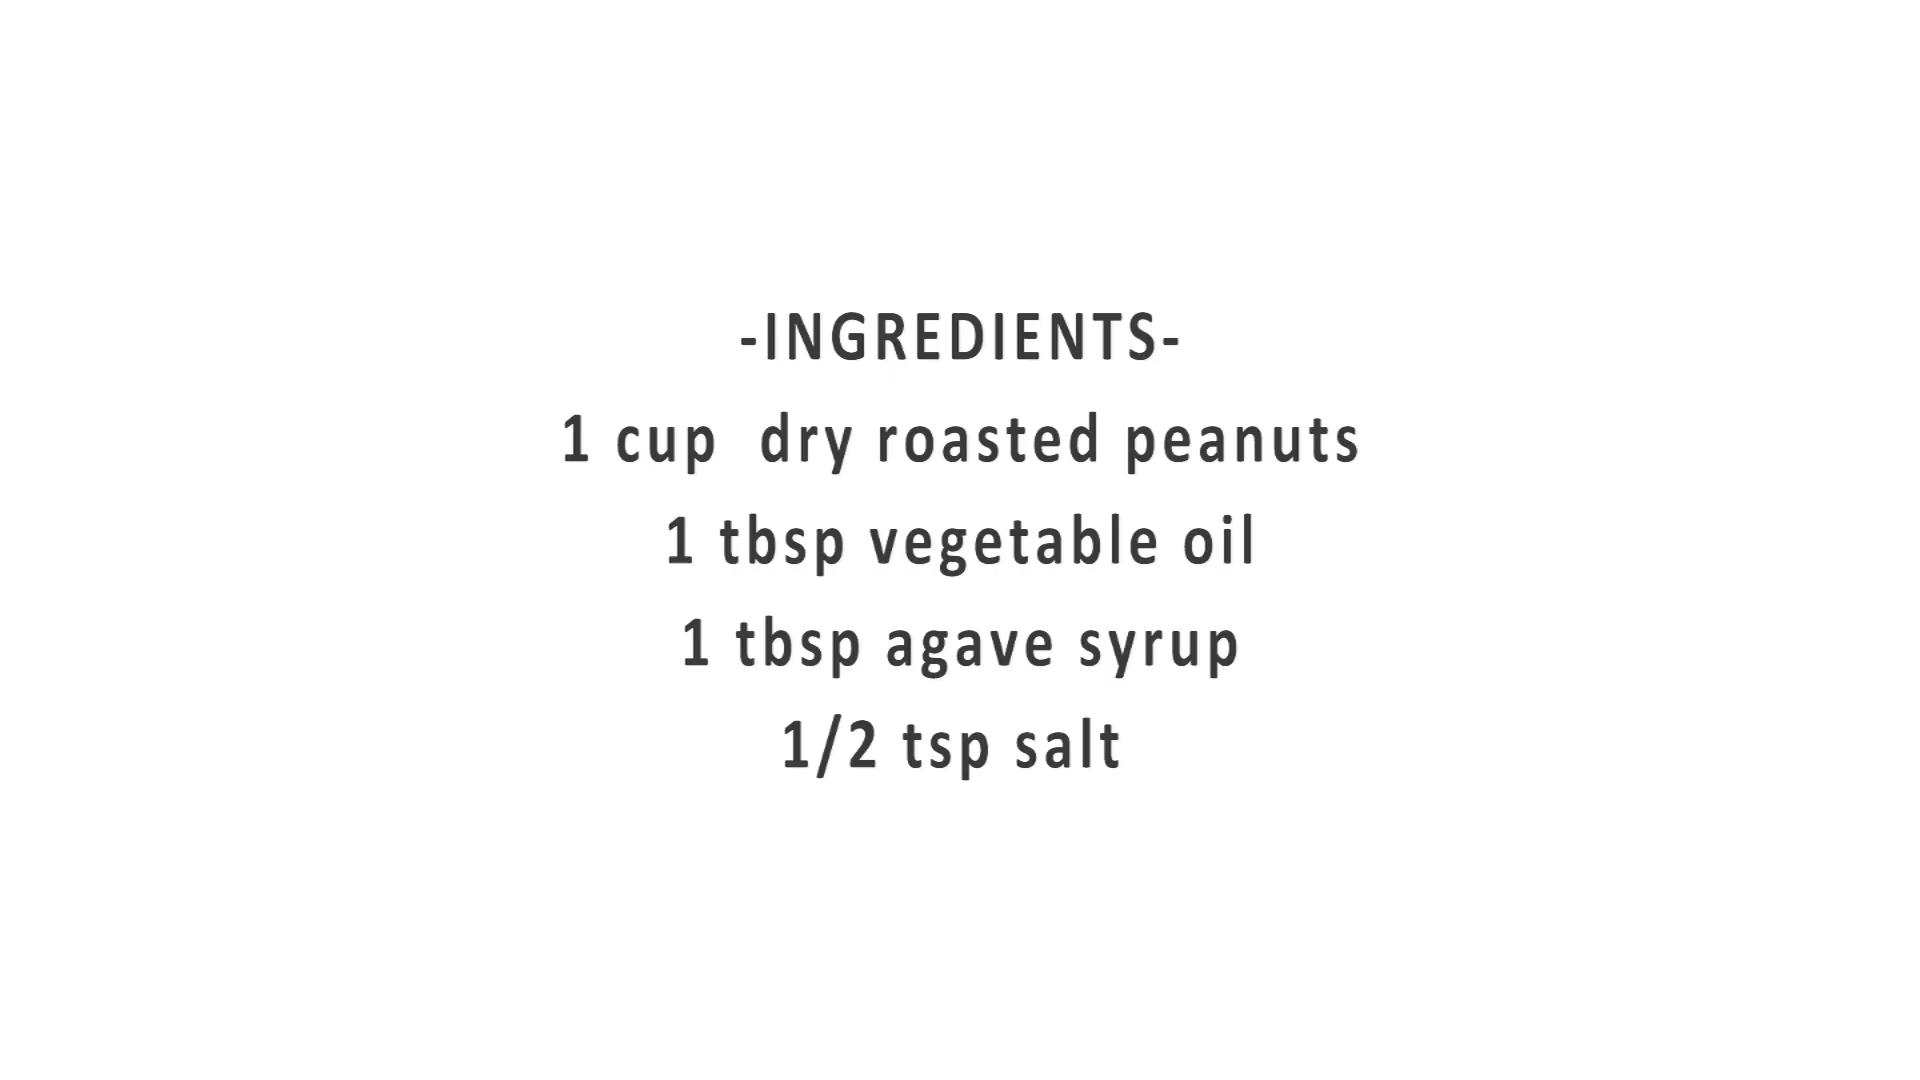 -INGREDIENTS-
1 cup  dry roasted peanuts
1 tbsp vegetable oil
1 tbsp agave syrup
1/2 tsp salt